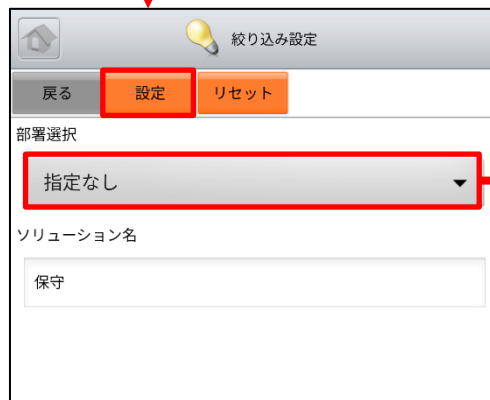 絞り込み設定
戻る 設定 リセット
部署選択
指定なし
ソリューション名
保守